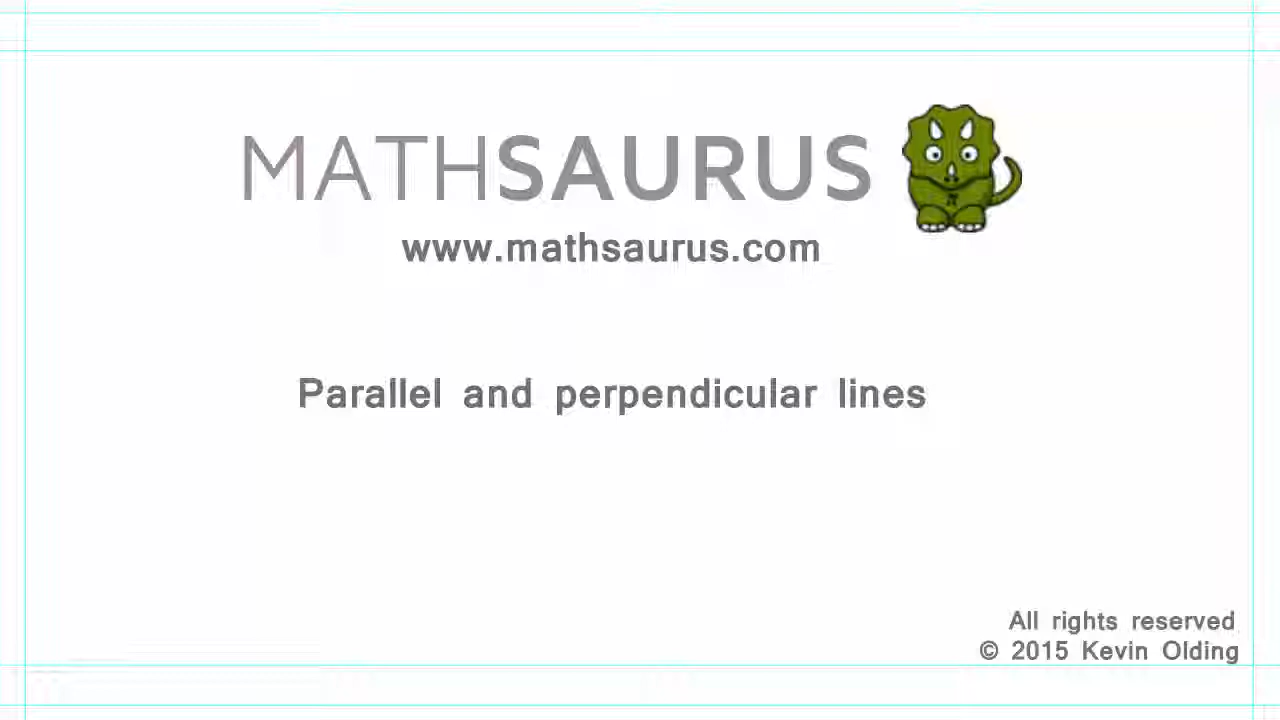 MATHSAURUS
www.mathsaurus.com
Parallel and perpendicular lines
All rights reserved
© 2015 Kevin Olding